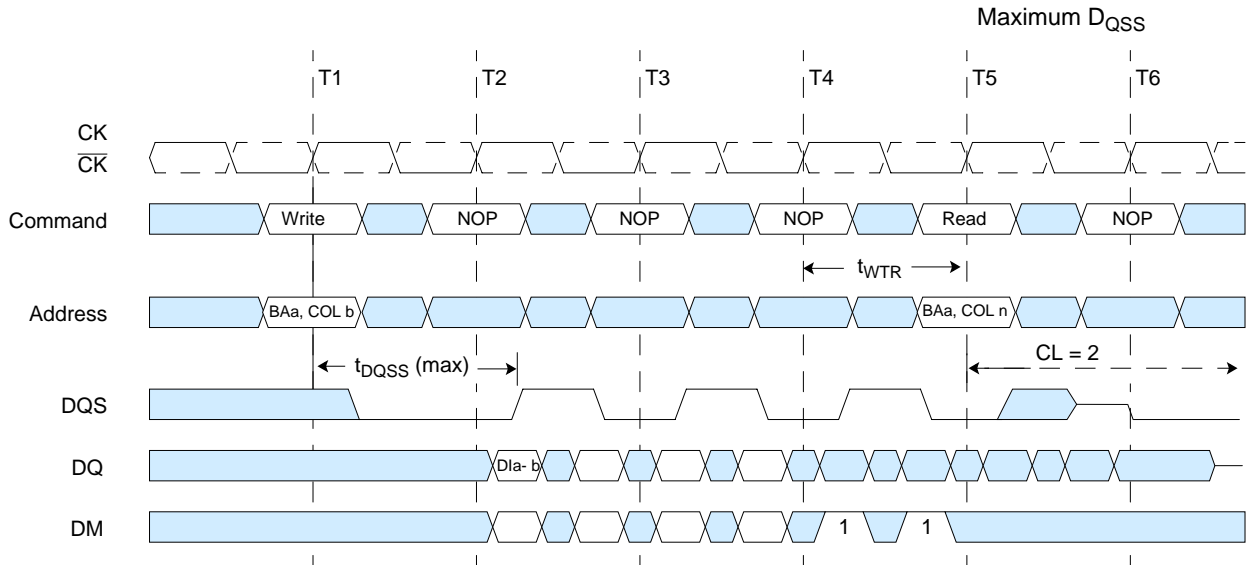 Maximum DQSS
T1 T2 T3 T4 T5 T6
CK
CK
Command Write NOP NOP NOP Read NOP
tWTR
Address BAa, COL b BAa, COL n
tDQSS (max) CL = 2
DQS
DQ DIa- b
DM 1 1